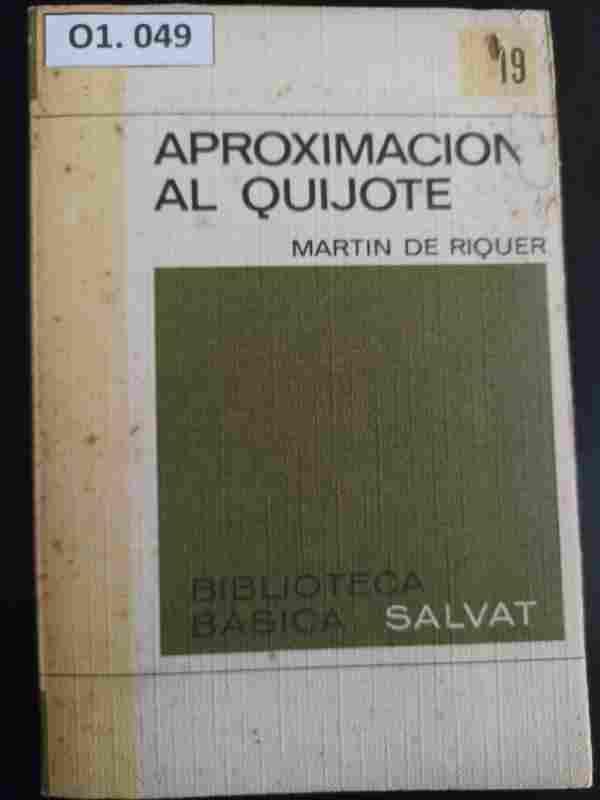 O1. 049
19
APROXIMACION
AL QUIJOTE
MARTIN DE RIQUER
BIBLIOTECA
BASICA SALVAT